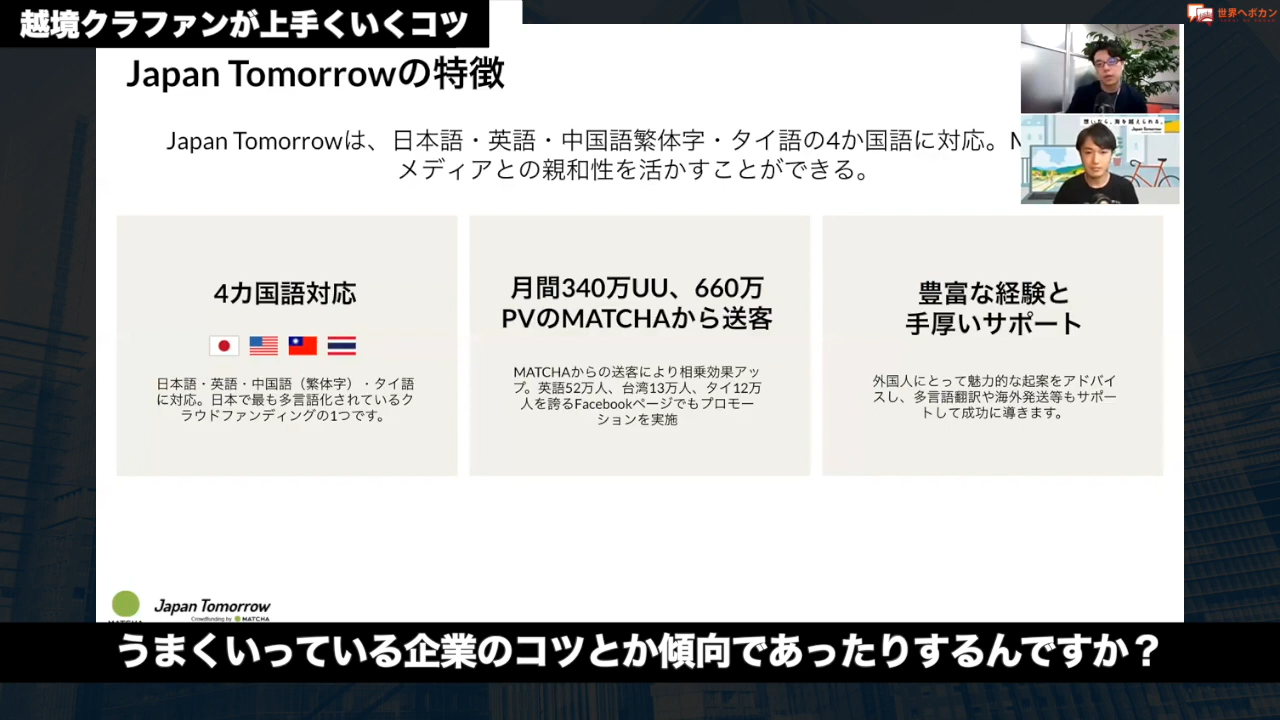 越境クラファンが上手くいくコツ
世界へボカン
Japan Tomorrowの特徴
Japan Tomorrowは、日本語・英語・中国語繁体字・タイ語の4か国語に対応。
メディアとの親和性を活かすことができる。
想いなら、海を越えられる。
Japan Tomorrow
4カ国語対応
日本語・英語・中国語（繁体字）・タイ語
に対応。日本で最も多言語化されているク
ラウドファンディングの1つです。
月間340万UU、660万
PVのMATCHAから送客
MATCHAからの送客により相乗効果アッ
プ。英語52万人、台湾13万人、タイ12万
人を誇るFacebookページでもプロモー
ションを実施
豊富な経験と
手厚いサポート
外国人にとって魅力的な起案をアドバイ
スし、多言語翻訳や海外発送等もサポー
トして成功に導きます。
Japan Tomorrow
Crowdfunding by MATCHA
MATCHA
うまくいっている企業のコツとか傾向であったりするんですか？